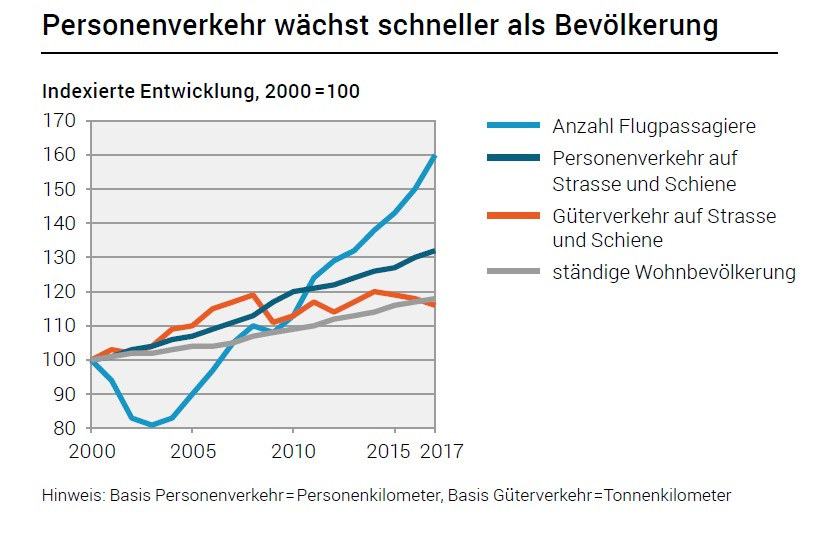 Personenverkehr wächst schneller als Bevölkerung
Indexierte Entwicklung, 2000=100
170
160
150
140
130
120
110
100
90
80
2000 2005 2010 2015 2017
Anzahl Flugpassagiere
Personenverkehr auf
Strasse und Schiene
Güterverkehr auf Strasse
und Schiene
ständige Wohnbevölkerung
Hinweis: Basis Personenverkehr=Personenkilometer, Basis Güterverkehr=Tonnenkilometer